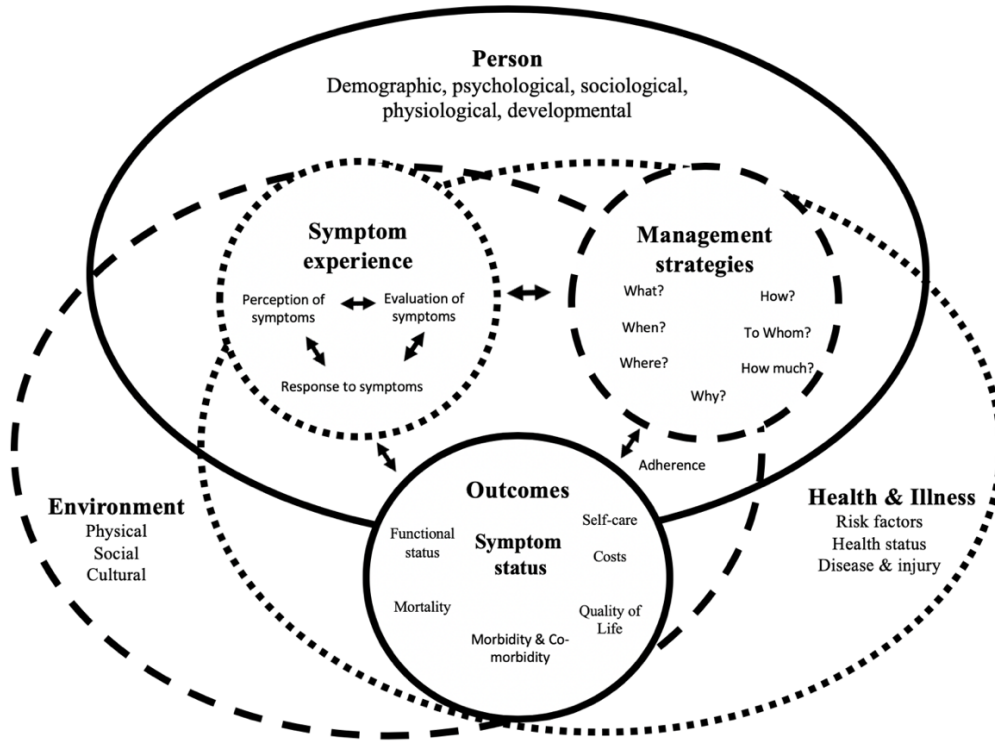 Person
Demographic, psychological, sociological,
physiological, developmental
Symptom
experience
Perception of
symptoms
Evaluation of
symptoms
Response to symptoms
Management
strategies
What?
How?
When?
To Whom?
Where?
How much?
Why?
Adherence
Environment
Physical
Social
Cultural
Outcomes
Functional
status
Symptom
status
Self-care
Costs
Mortality
Quality of
Life
Morbidity & Co-
morbidity
Health & Illness
Risk factors
Health status
Disease & injury